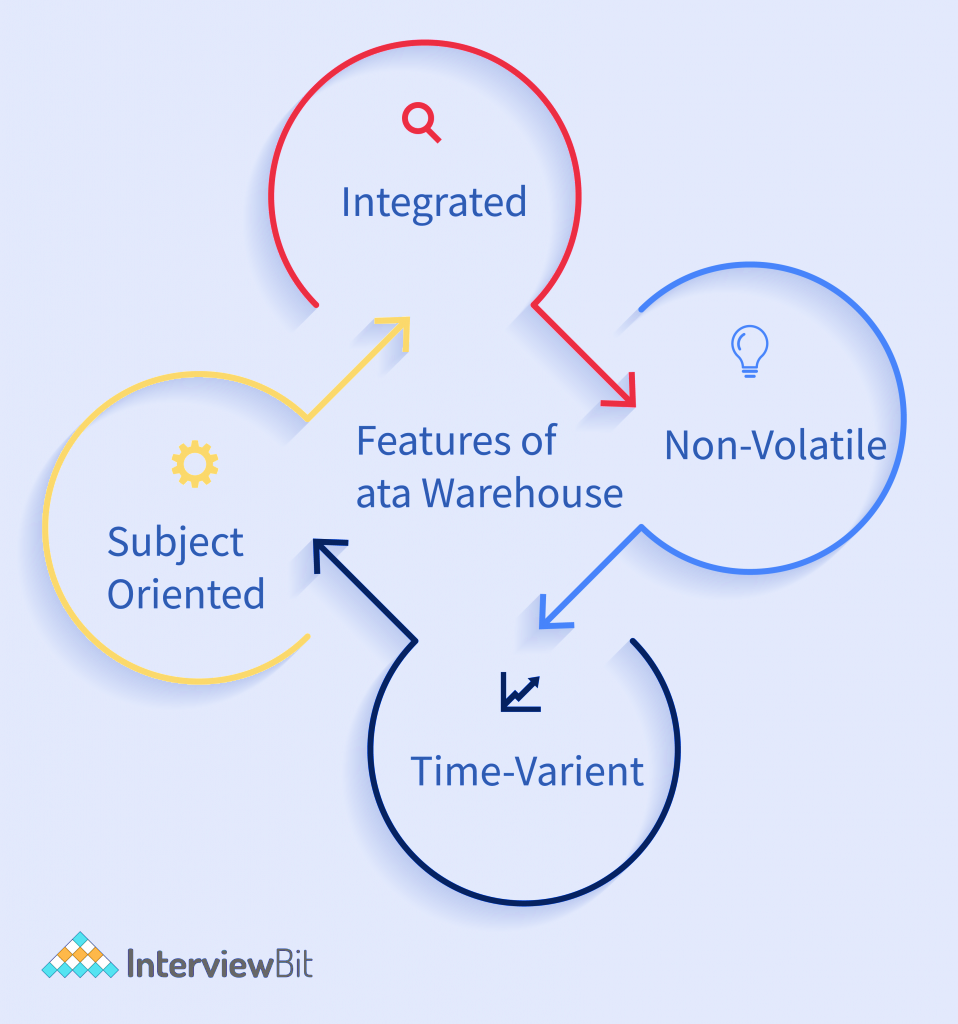 Integrated
Non-Volatile
Features of
ata Warehouse
Subject
Oriented
Time-Varient
InterviewBit